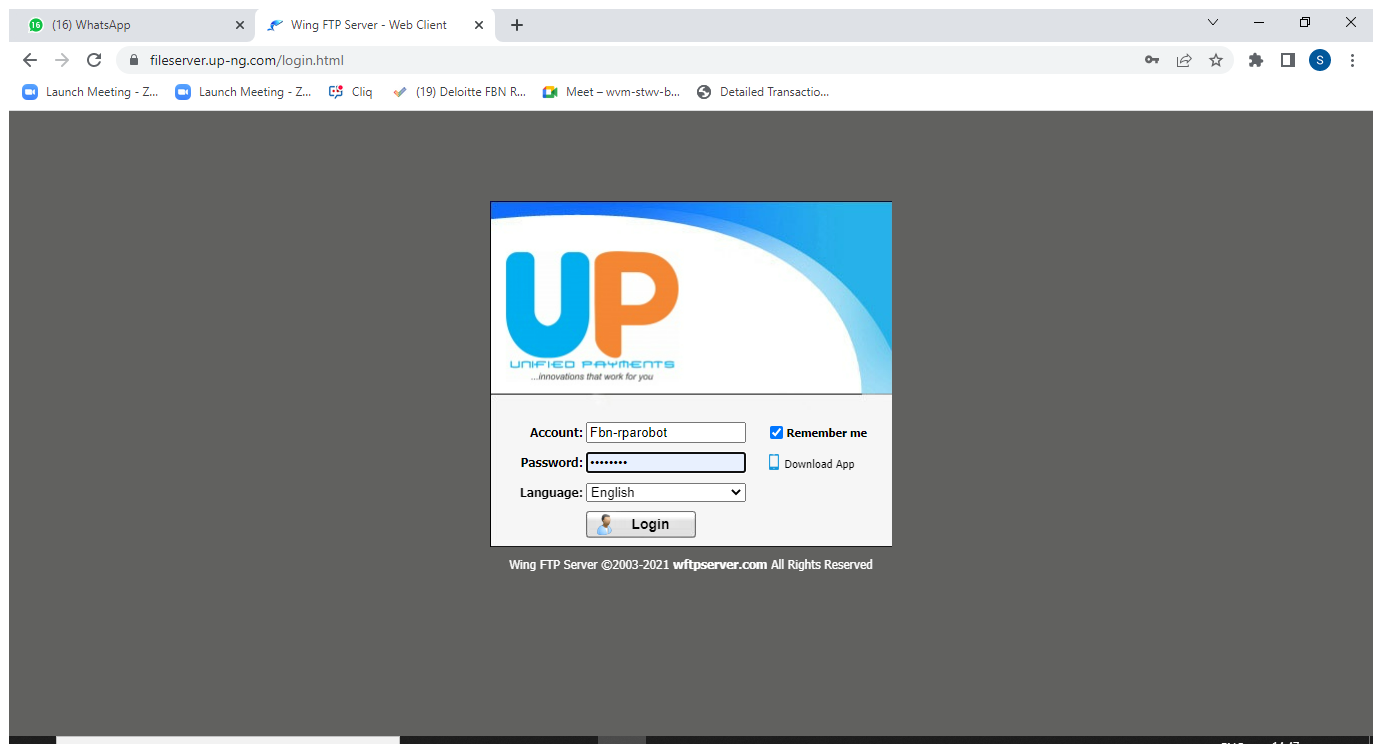 16 (16) WhatsApp
Wing FTP Server - Web Client
fileserver.up-ng.com/login.html
S
Launch Meeting - Z...
Launch Meeting - Z...
Cliq
(19) Deloitte FBN R...
Meet – wvm-stwv-b...
Detailed Transactio...
UP
UNIFIED PAYMENTS
...innovations that work for you
Account: Fbn-rparobot
Remember me
Password: ••••••••
Download App
Language: English
Login
Wing FTP Server ©2003-2021 wftpserver.com All Rights Reserved